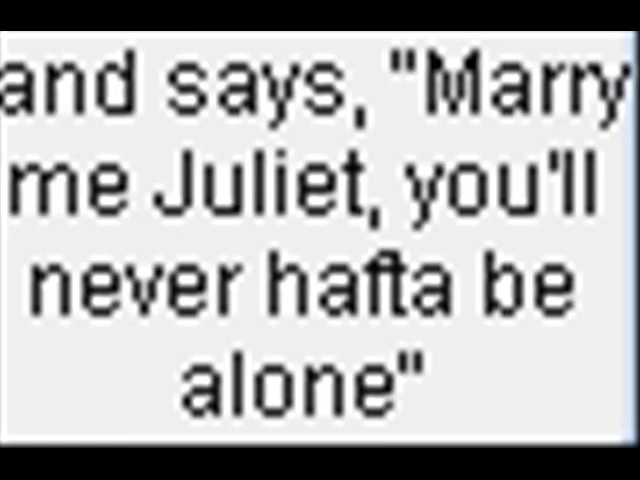 and says, "Marry
me Juliet, you'll
never hafta be
alone"